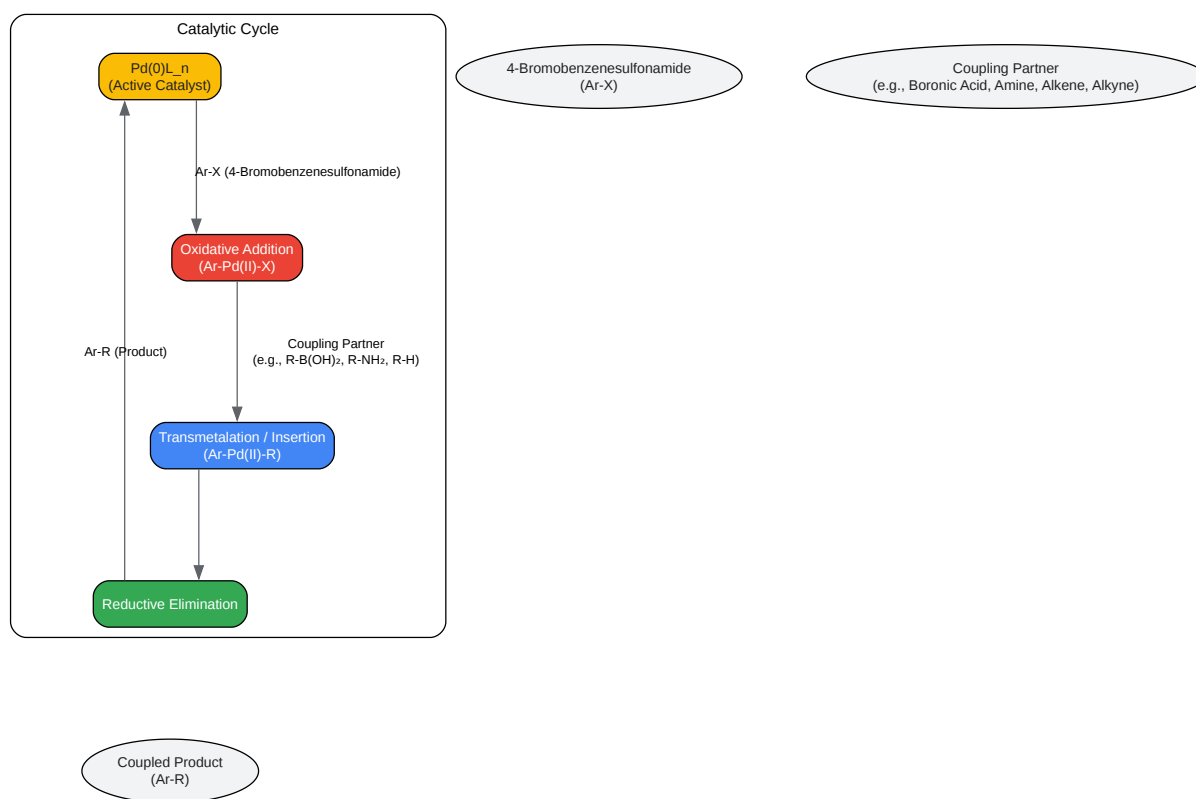 Catalytic Cycle
Pd(0)L_n
(Active Catalyst)
4-Bromobenzenesulfonamide
(Ar-X)
Coupling Partner
(e.g., Boronic Acid, Amine, Alkene, Alkyne)
Ar-X (4-Bromobenzenesulfonamide)
Oxidative Addition
(Ar-Pd(II)-X)
Coupling Partner
(e.g., R-B(OH)₂, R-NH₂, R-H)
Ar-R (Product)
Transmetalation / Insertion
(Ar-Pd(II)-R)
Reductive Elimination
Coupled Product
(Ar-R)